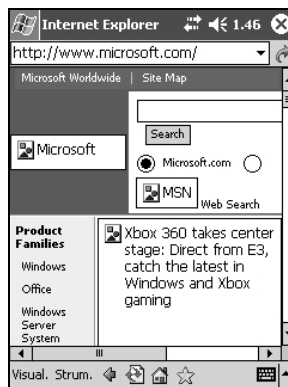 Internet Explorer 1.46
http://www.microsoft.com/
Microsoft Worldwide | Site Map
Search
Microsoft
Microsoft.com
MSN
Web Search
Product
Families
Windows
Office
Windows
Server
System
Xbox 360 takes center
stage: Direct from E3,
catch the latest in
Windows and Xbox
gaming
Visual. Strum.